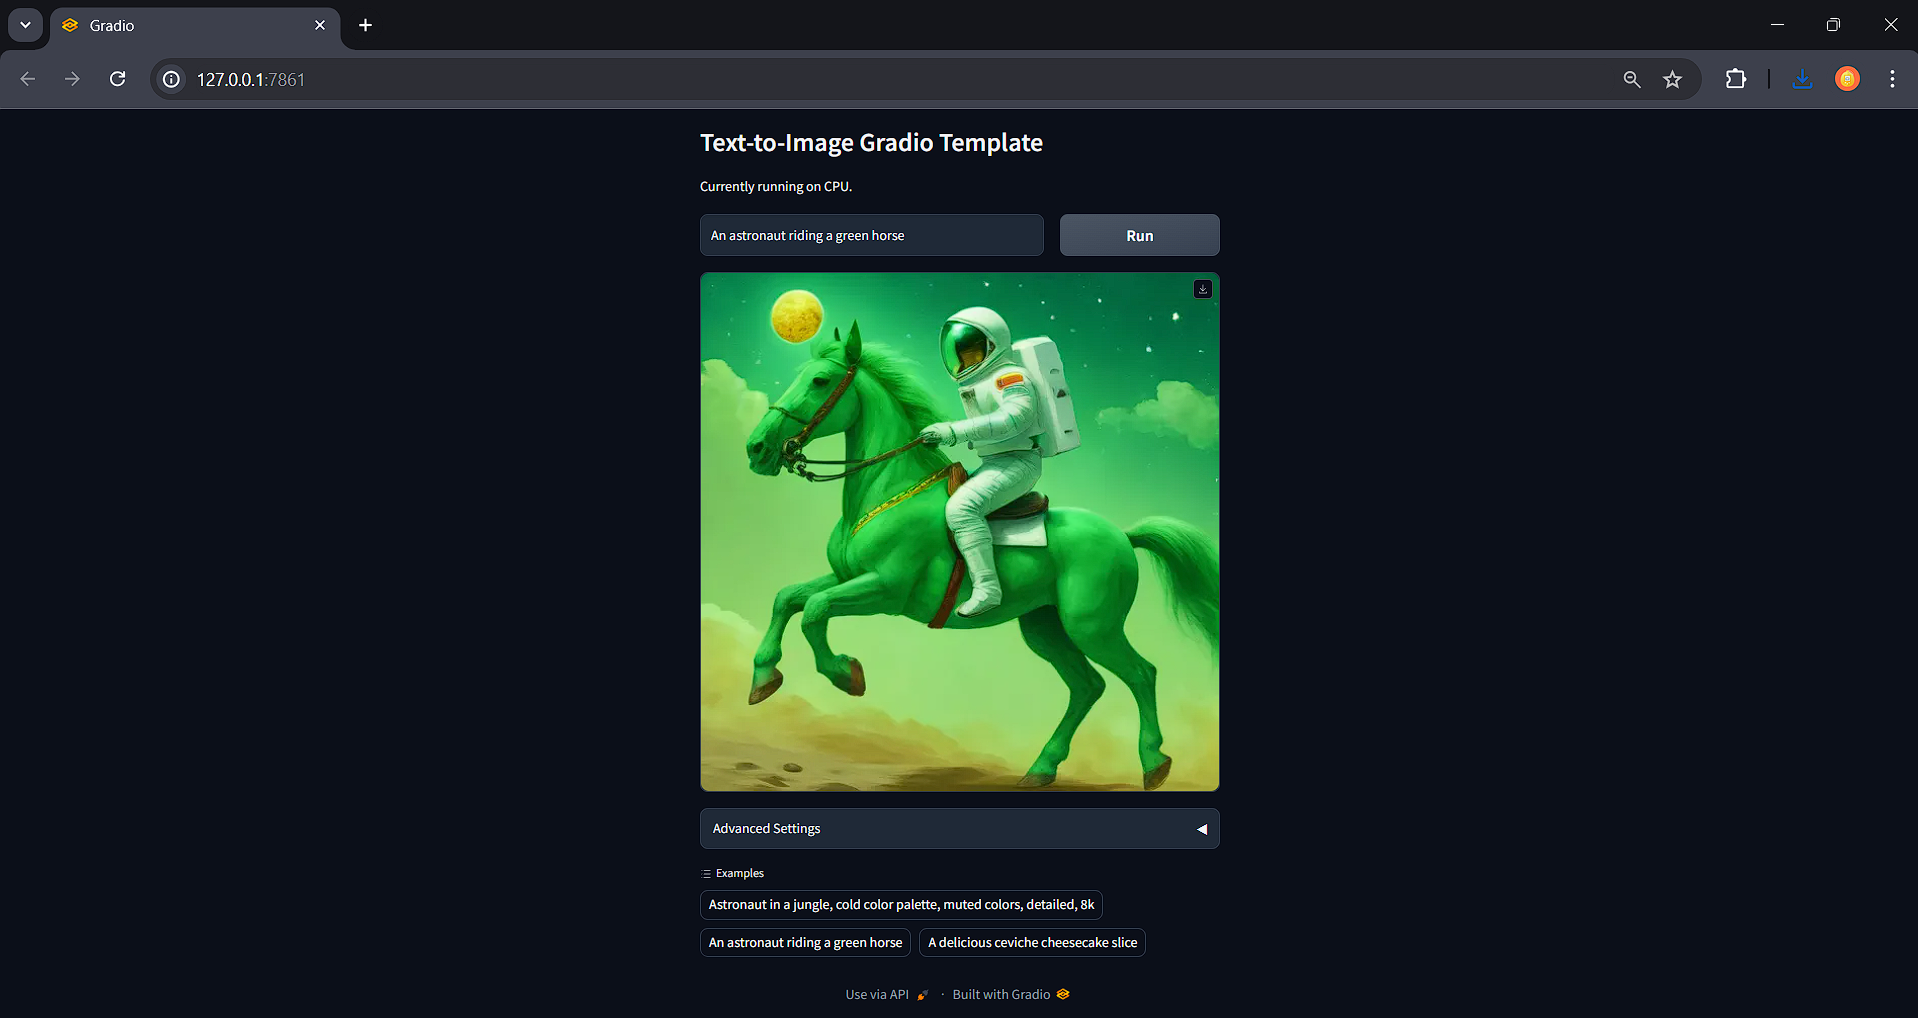 Gradio
127.0.0.1:7861
Text-to-Image Gradio Template
Currently running on CPU.
An astronaut riding a green horse
Run
Advanced Settings
Examples
Astronaut in a jungle, cold color palette, muted colors, detailed, 8k
An astronaut riding a green horse
A delicious ceviche cheesecake slice
Use via API · Built with Gradio